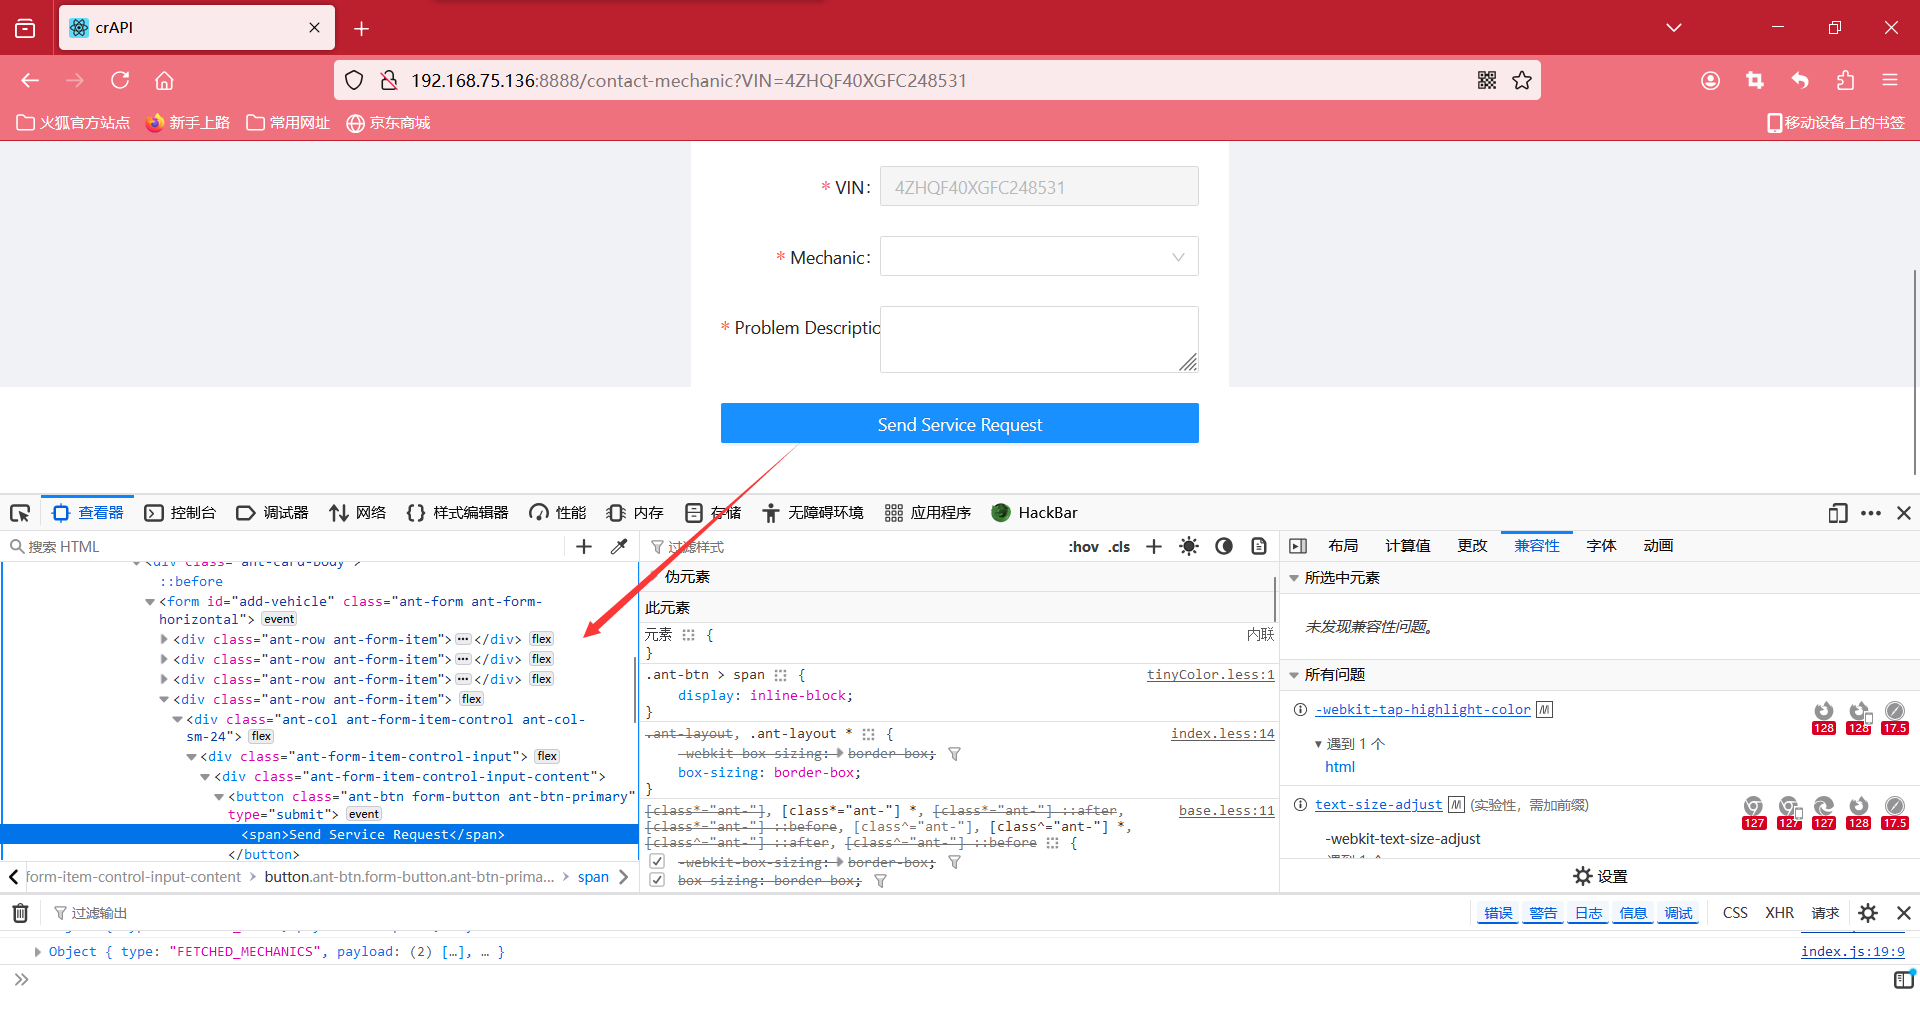 crAPI
192.168.75.136:8888/contact-mechanic?VIN=4ZHQF40XGFC248531
火狐官方站点 新手上路 常用网址 京东商城 移动设备上的书签
* VIN: 4ZHQF40XGFC248531
* Mechanic:
* Problem Descriptio
Send Service Request
查看器 控制台 调试器 网络 样式编辑器 性能 内存 存储 无障碍环境 应用程序 HackBar
搜索 HTML
<div class="ant-card-body">
::before
<form id="add-vehicle" class="ant-form ant-form-
horizontal"> event
<div class="ant-row ant-form-item"> ••• </div> flex
<div class="ant-row ant-form-item"> ••• </div> flex
<div class="ant-row ant-form-item"> ••• </div> flex
<div class="ant-row ant-form-item"> flex
<div class="ant-col ant-form-item-control ant-col-
sm-24"> flex
<div class="ant-form-item-control-input"> flex
<div class="ant-form-item-control-input-content">
<button class="ant-btn form-button ant-btn-primary"
type="submit"> event
<span>Send Service Request</span>
</button>
form-item-control-input-content > button.ant-btn.form-button.ant-btn-prima... > span
过滤样式 :hov .cls
伪元素
此元素
元素 { 内联
}
.ant-btn > span { tinyColor.less:1
display: inline-block;
}
.ant-layout, .ant-layout * { index.less:14
-webkit-box-sizing: border-box;
box-sizing: border-box;
}
[class*="ant-"], [class*="ant-"] *, [class*="ant-"] ::after, base.less:11
[class*="ant-"] ::before, [class^="ant-"], [class^="ant-"] *,
[class^="ant-"] ::after, [class^="ant-"] ::before {
-webkit-box-sizing: border-box;
box-sizing: border-box;
布局 计算值 更改 兼容性 字体 动画
所选中元素
未发现兼容性问题。
所有问题
-webkit-tap-highlight-color
128 128 17.5
遇到 1 个
html
text-size-adjust (实验性，需加前缀)
127 127 127 128 17.5
-webkit-text-size-adjust
设置
过滤输出 错误 警告 日志 信息 调试 CSS XHR 请求
Object { type: "FETCHED_MECHANICS", payload: (2) […], … } index.js:19:9